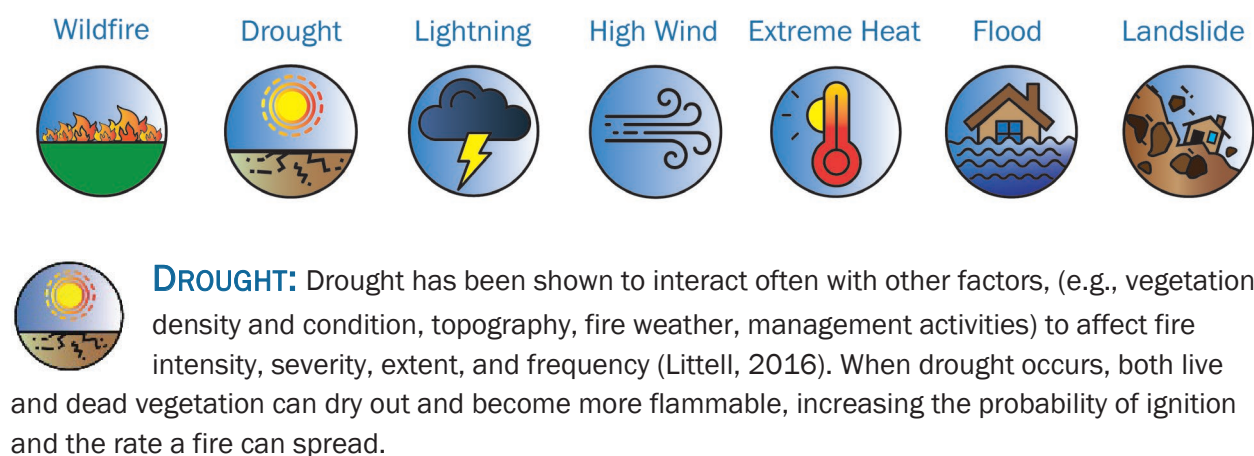 Wildfire Drought Lightning High Wind Extreme Heat Flood Landslide
DROUGHT: Drought has been shown to interact often with other factors, (e.g., vegetation
density and condition, topography, fire weather, management activities) to affect fire
intensity, severity, extent, and frequency (Littell, 2016). When drought occurs, both live
and dead vegetation can dry out and become more flammable, increasing the probability of ignition
and the rate a fire can spread.